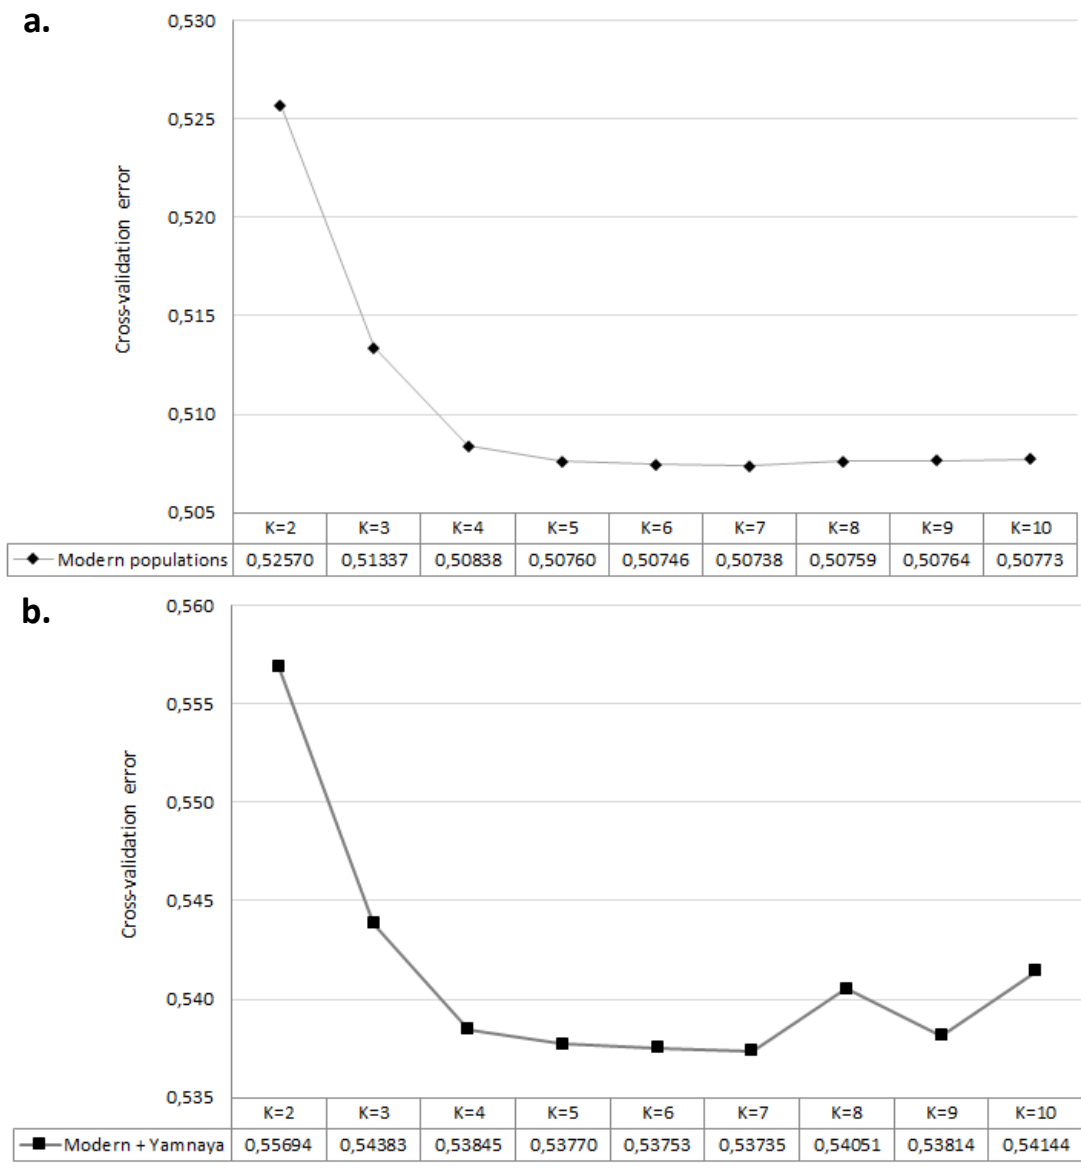 a.
0,530
0,525
0,520
0,515
0,510
0,505
Cross-validation error
K=2 K=3 K=4 K=5 K=6 K=7 K=8 K=9 K=10
Modern populations 0,52570 0,51337 0,50838 0,50760 0,50746 0,50738 0,50759 0,50764 0,50773
b.
0,560
0,555
0,550
0,545
0,540
0,535
Cross-validation error
K=2 K=3 K=4 K=5 K=6 K=7 K=8 K=9 K=10
Modern + Yamnaya 0,55694 0,54383 0,53845 0,53770 0,53753 0,53735 0,54051 0,53814 0,54144